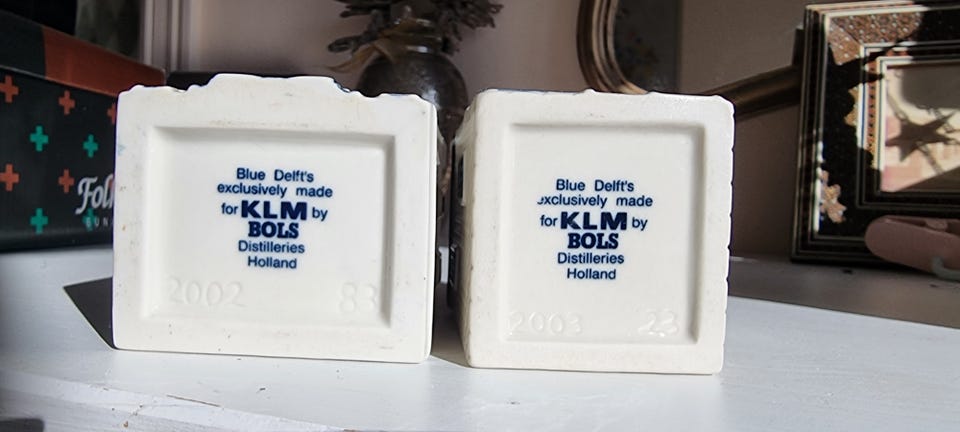 Blue Delft's
exclusively made
for KLM by
BOLS
Distilleries
Holland
2002 83
Blue Delft's
exclusively made
for KLM by
BOLS
Distilleries
Holland
2003 23